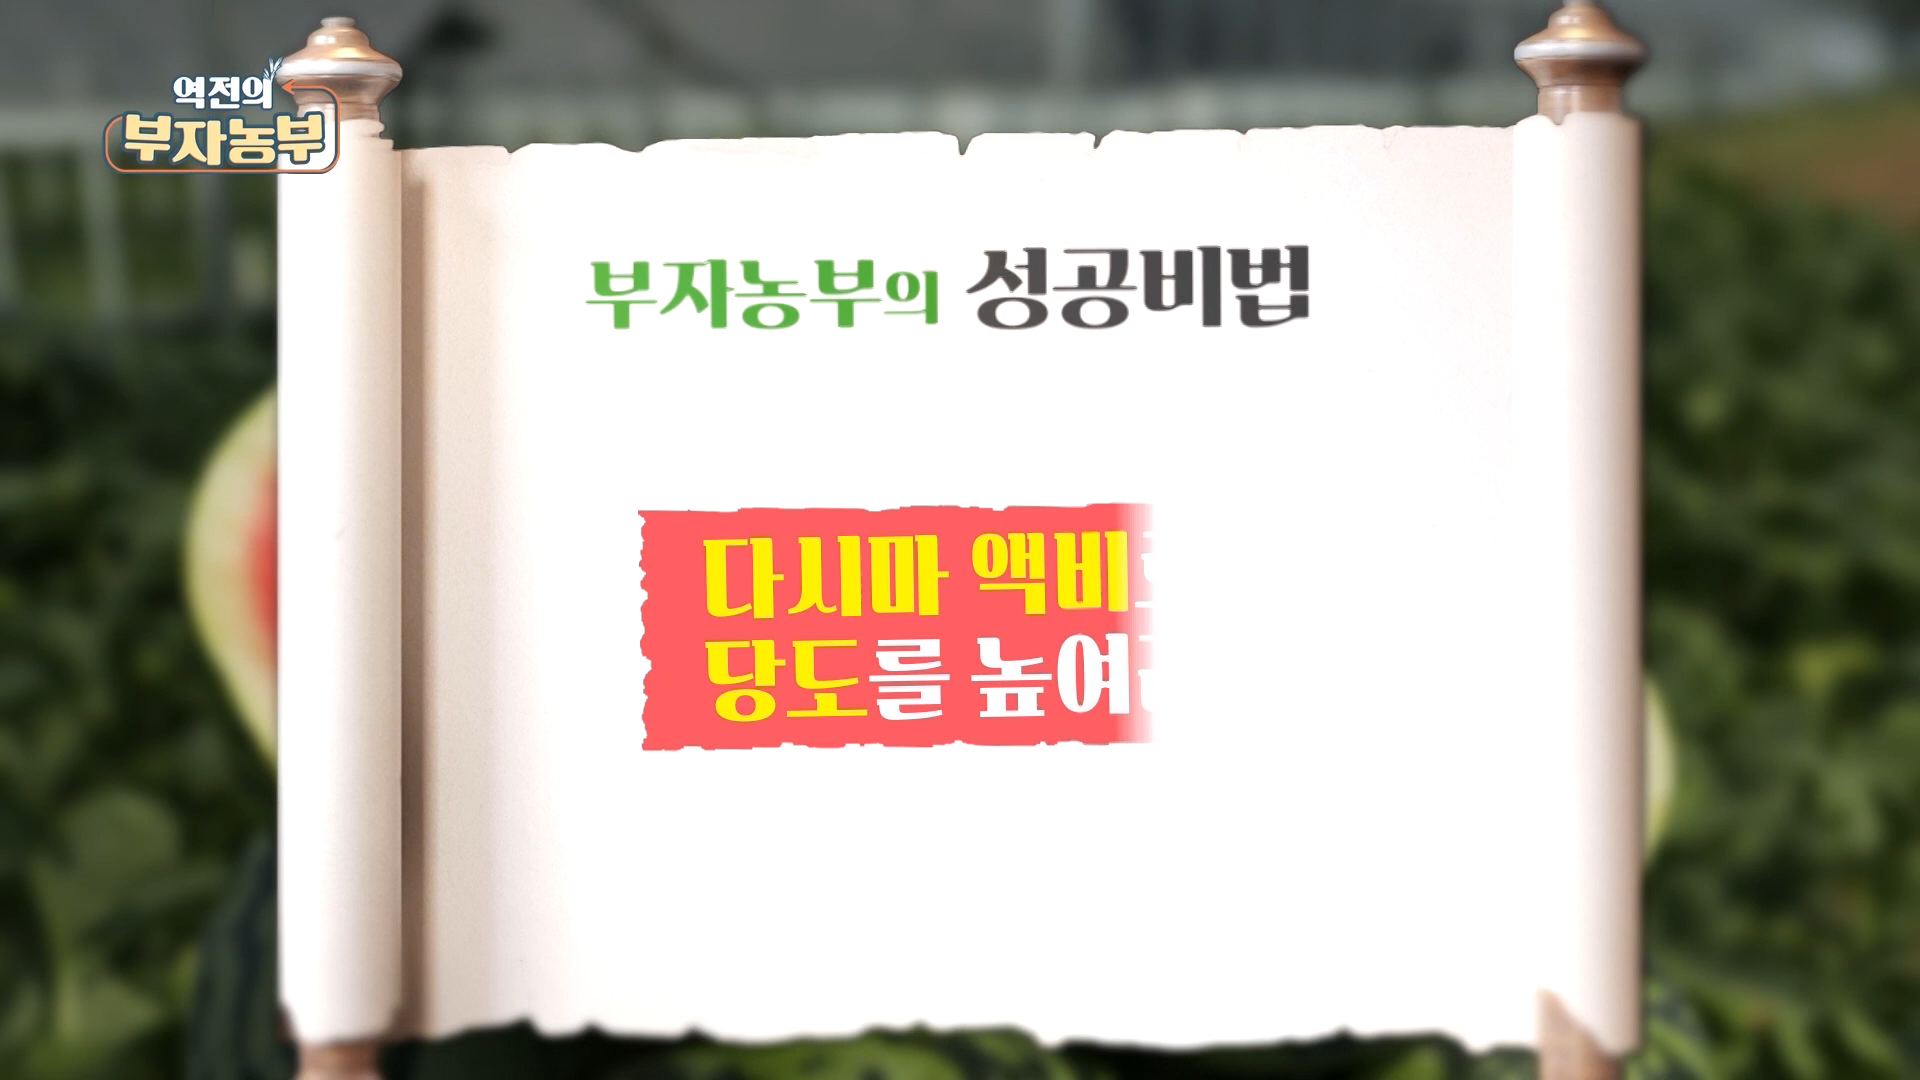 역전의
부자농부
부자농부의 성공비법
다시마 액비
당도를 높여